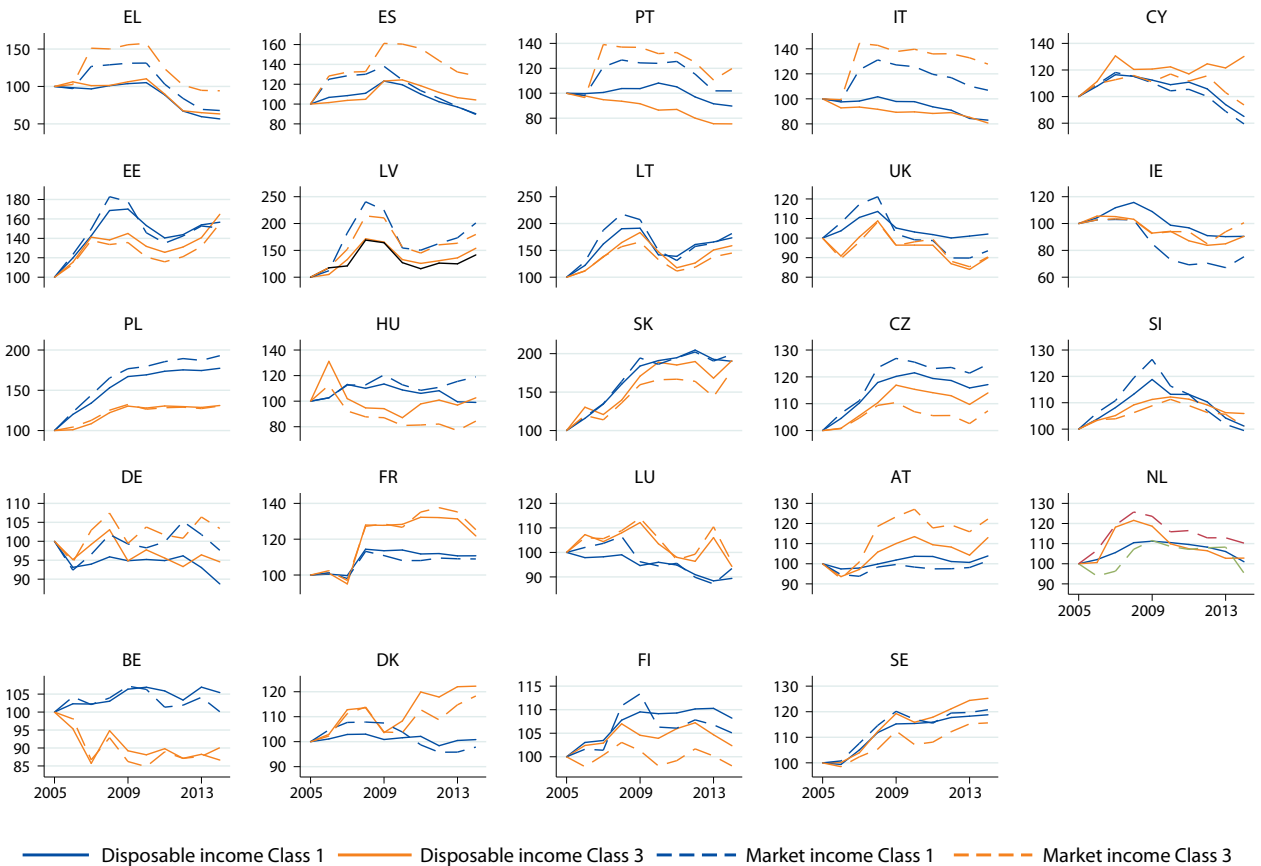 EL ES PT IT CY
150 100 50
160 140 120 100 80
140 120 100 80
140 120 100 80
140 120 100 80
EE LV LT UK IE
180 160 140 120 100
250 200 150 100
250 200 150 100
120 110 100 90 80
120 100 80 60
PL HU SK CZ SI
200 150 100
140 120 100 80
200 150 100
130 120 110 100
130 120 110 100
DE FR LU AT NL
110 105 100 95 90
140 120 100
120 110 100 90
130 120 110 100 90
130 120 110 100 90
2005 2009 2013
BE DK FI SE
105 100 95 90 85
120 110 100 90
115 110 105 100
130 120 110 100
2005 2009 2013 2005 2009 2013 2005 2009 2013 2005 2009 2013
Disposable income Class 1 Disposable income Class 3 Market income Class 1 Market income Class 3